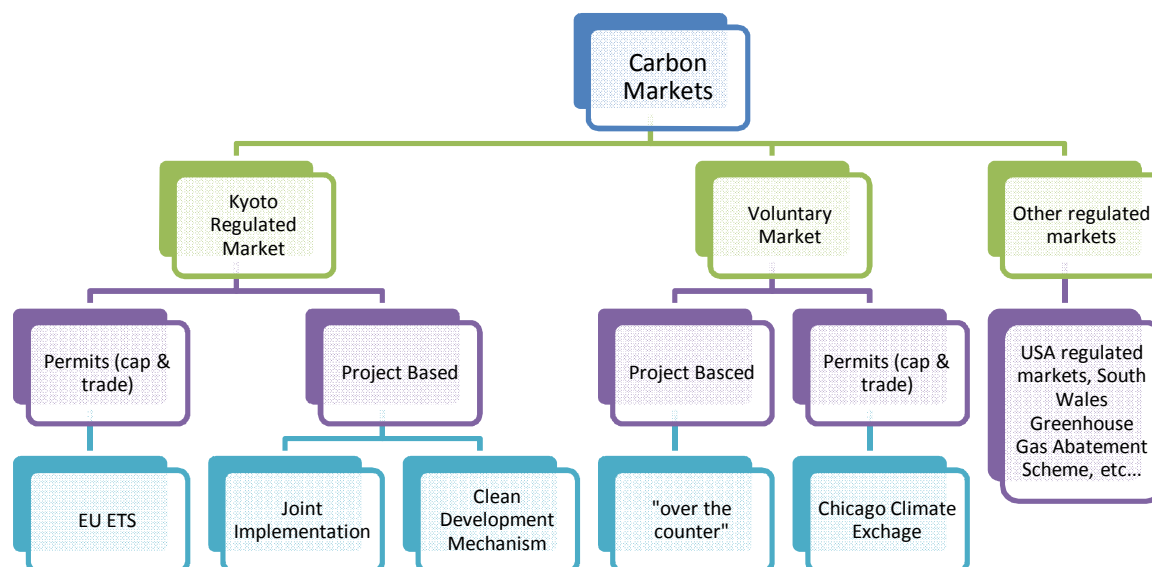 Carbon
Markets
Kyoto
Regulated
Market
Voluntary
Market
Other regulated
markets
Permits (cap &
trade)
Project Based
Project Basced
Permits (cap &
trade)
USA regulated
markets, South
Wales
Greenhouse
Gas Abatement
Scheme, etc...
EU ETS
Joint
Implementation
Clean
Development
Mechanism
"over the
counter"
Chicago Climate
Exchage